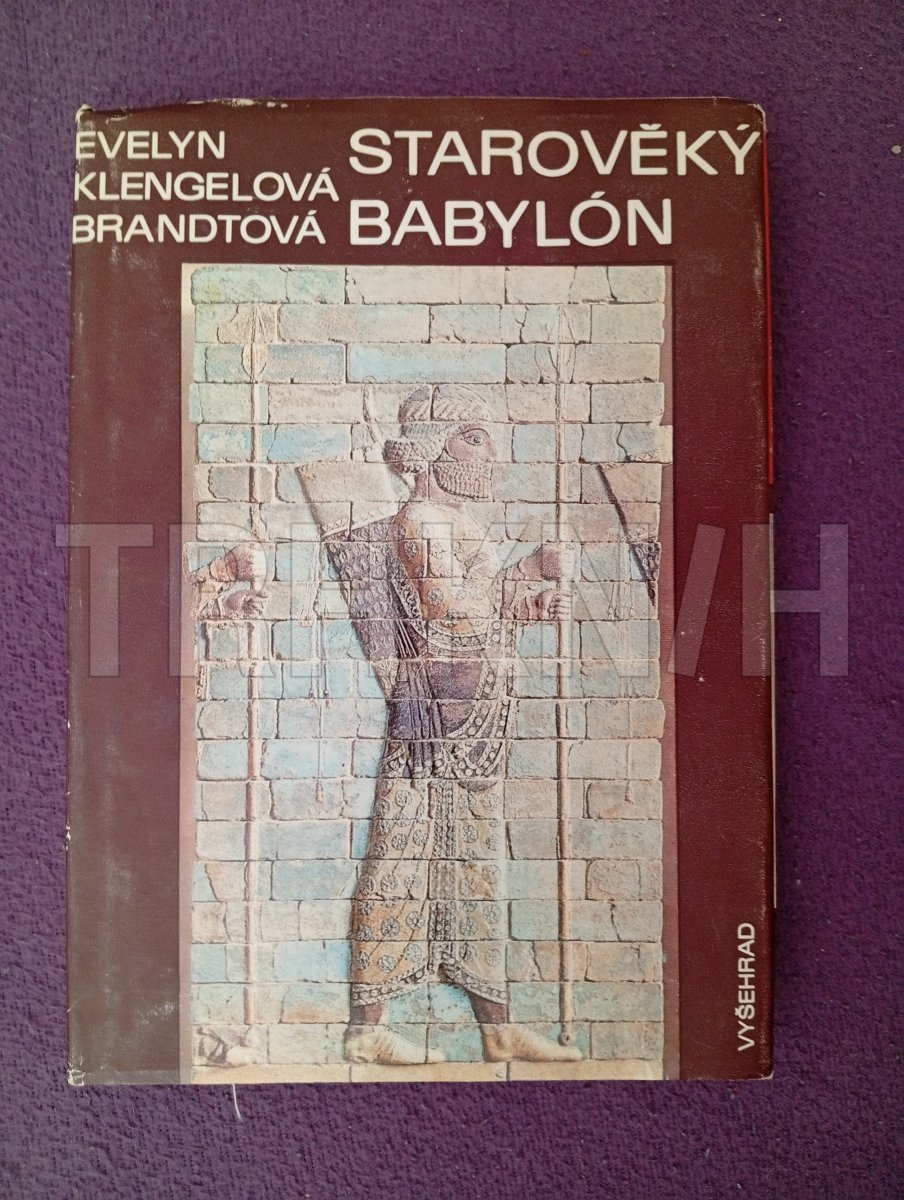 EVELYN
KLENGELOVÁ
BRANDTOVÁ
STAROVĚKÝ
BABYLÓN
VYŠEHRAD